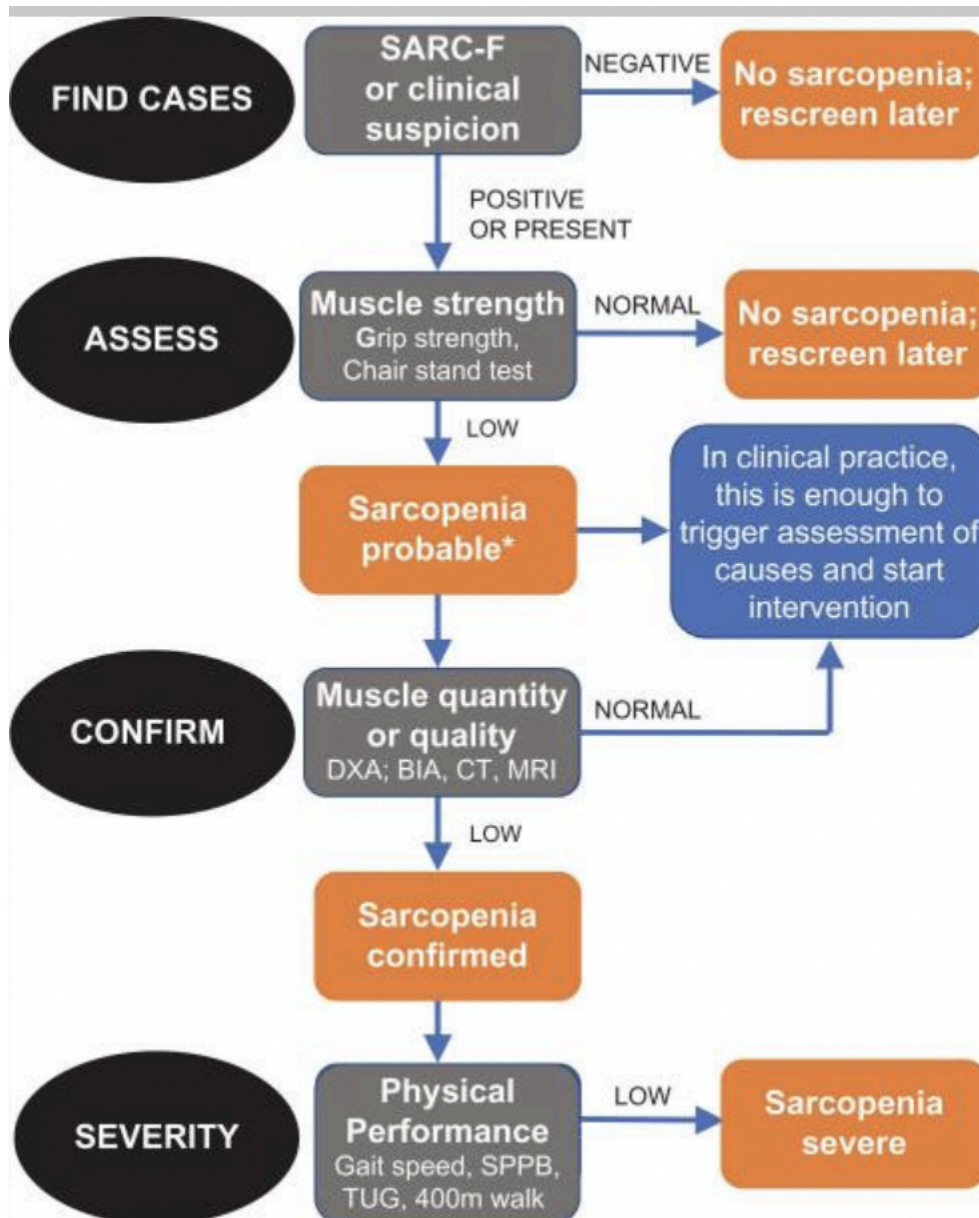 FIND CASES
SARC-F
or clinical
suspicion
NEGATIVE
No sarcopenia;
rescreen later
POSITIVE
OR PRESENT
ASSESS
Muscle strength
Grip strength,
Chair stand test
NORMAL
No sarcopenia;
rescreen later
LOW
Sarcopenia
probable*
In clinical practice,
this is enough to
trigger assessment of
causes and start
intervention
CONFIRM
Muscle quantity
or quality
DXA; BIA, CT, MRI
NORMAL
LOW
Sarcopenia
confirmed
SEVERITY
Physical
Performance
Gait speed, SPPB,
TUG, 400m walk
LOW
Sarcopenia
severe